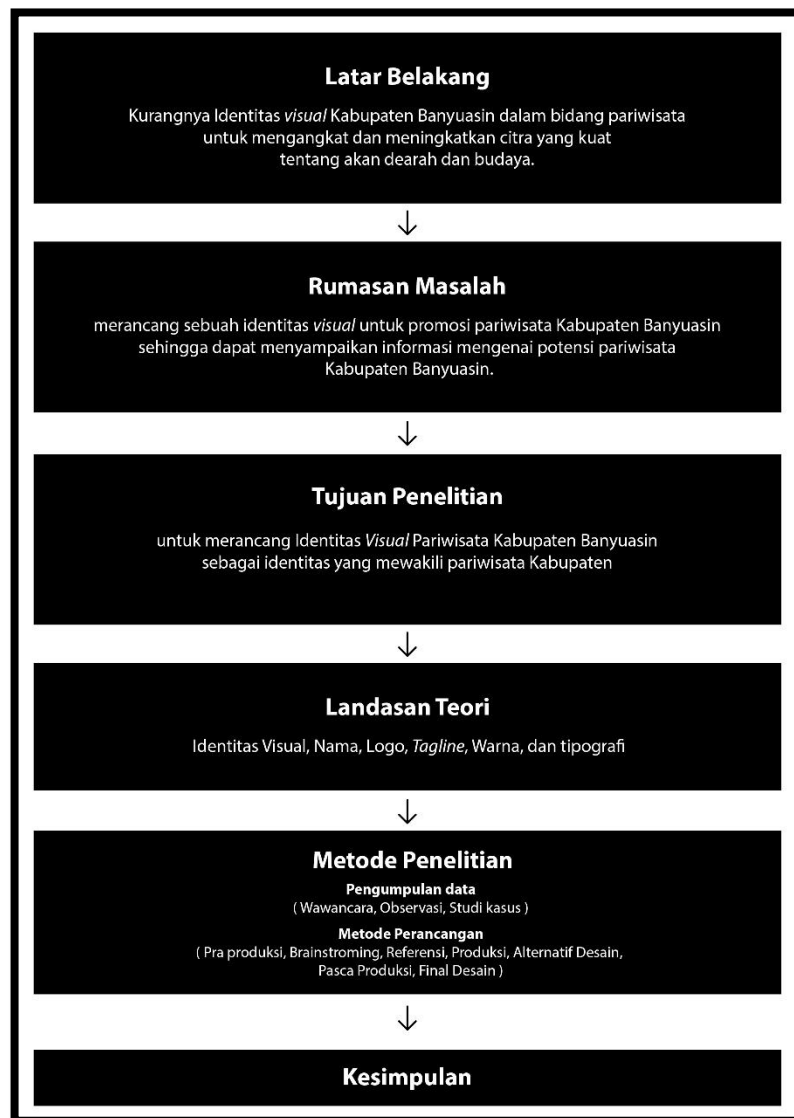 Latar Belakang
Kurangnya Identitas visual Kabupaten Banyuasin dalam bidang pariwisata
untuk mengangkat dan meningkatkan citra yang kuat
tentang akan dearah dan budaya.
↓
Rumasan Masalah
merancang sebuah identitas visual untuk promosi pariwisata Kabupaten Banyuasin
sehingga dapat menyampaikan informasi mengenai potensi pariwisata
Kabupaten Banyuasin.
↓
Tujuan Penelitian
untuk merancang Identitas Visual Pariwisata Kabupaten Banyuasin
sebagai identitas yang mewakili pariwisata Kabupaten
↓
Landasan Teori
Identitas Visual, Nama, Logo, Tagline, Warna, dan tipografi
↓
Metode Penelitian
Pengumpulan data
( Wawancara, Observasi, Studi kasus )
Metode Perancangan
( Pra produksi, Brainstroming, Referensi, Produksi, Alternatif Desain,
Pasca Produksi, Final Desain )
↓
Kesimpulan